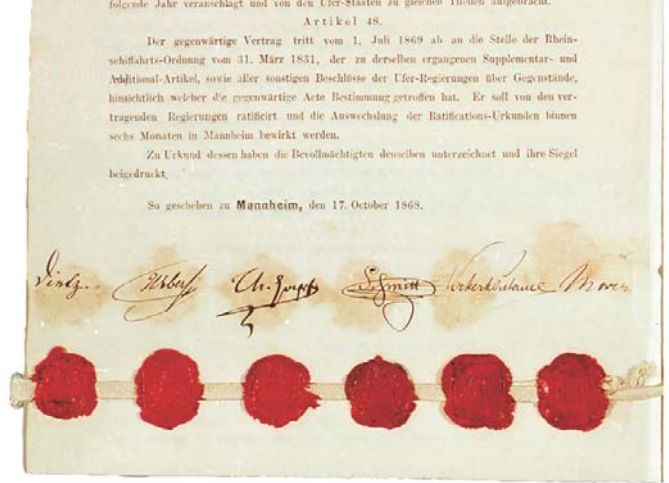 folgende Jahr veranschlagt und von den Ufer-Staaten zu gleichen Theilen aufgebracht.
Artikel 48.
Der gegenwärtige Vertrag tritt vom 1. Juli 1869 ab an die Stelle der Rhein-
schiffahrts-Ordnung vom 31. März 1831, der zu derselben ergangenen Supplementar- und
Additional-Artikel, sowie aller sonstigen Beschlüsse der Ufer-Regierungen über Gegenstände,
hinsichtlich welcher die gegenwärtige Acte Bestimmung getroffen hat. Er soll von den ver-
tragenden Regierungen ratificirt und die Auswechslung der Ratifications-Urkunden binnen
sechs Monaten in Mannheim bewirkt werden.
Zu Urkund dessen haben die Bevollmächtigten denselben unterzeichnet und ihre Siegel
beigedruckt.
So geschehen zu Mannheim, den 17. October 1868.
Dietz. Schmitt